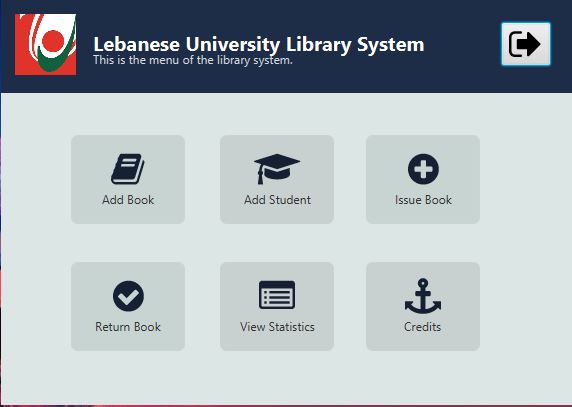 Lebanese University Library System
This is the menu of the library system.
Add Book
Add Student
Issue Book
Return Book
View Statistics
Credits